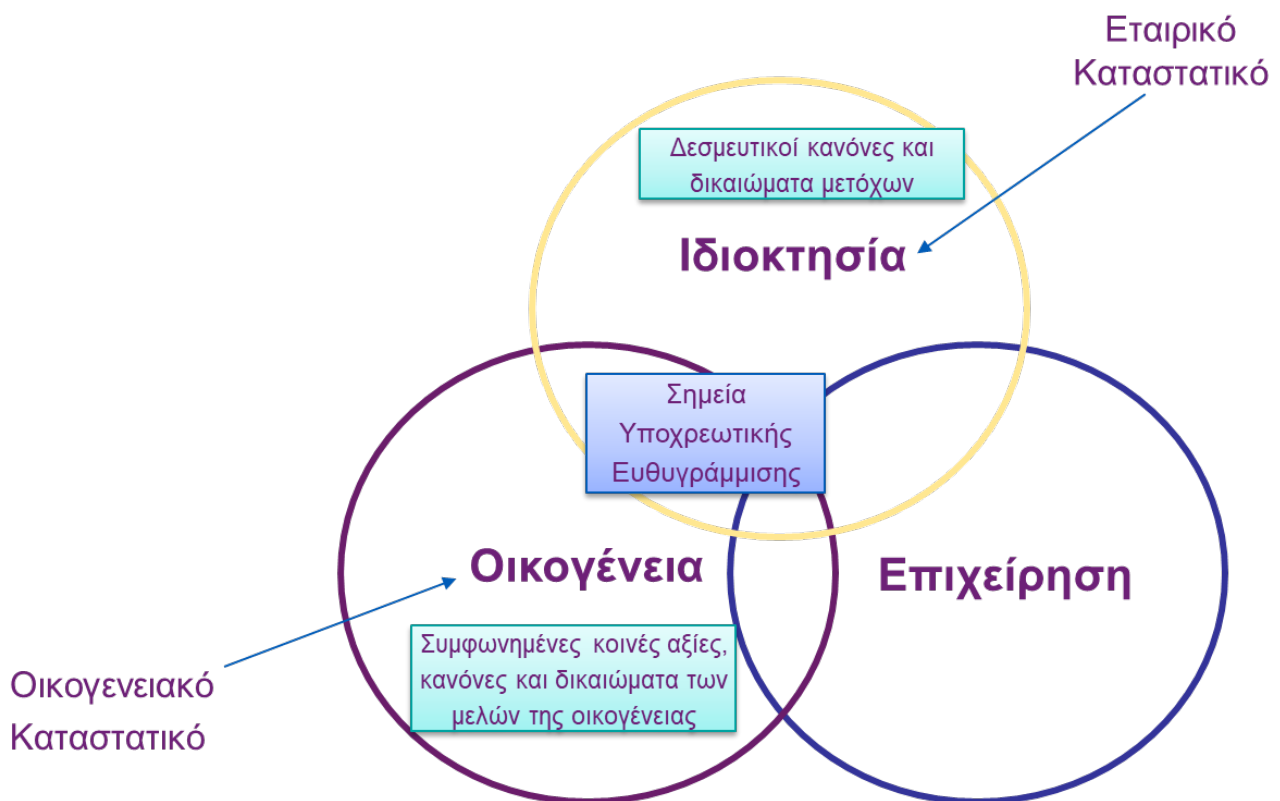 Εταιρικό
Καταστατικό
Δεσμευτικοί κανόνες και
δικαιώματα μετόχων
Ιδιοκτησία
Σημεία
Υποχρεωτικής
Ευθυγράμμισης
Οικογένεια
Επιχείρηση
Συμφωνημένες κοινές αξίες,
κανόνες και δικαιώματα των
μελών της οικογένειας
Οικογενειακό
Καταστατικό